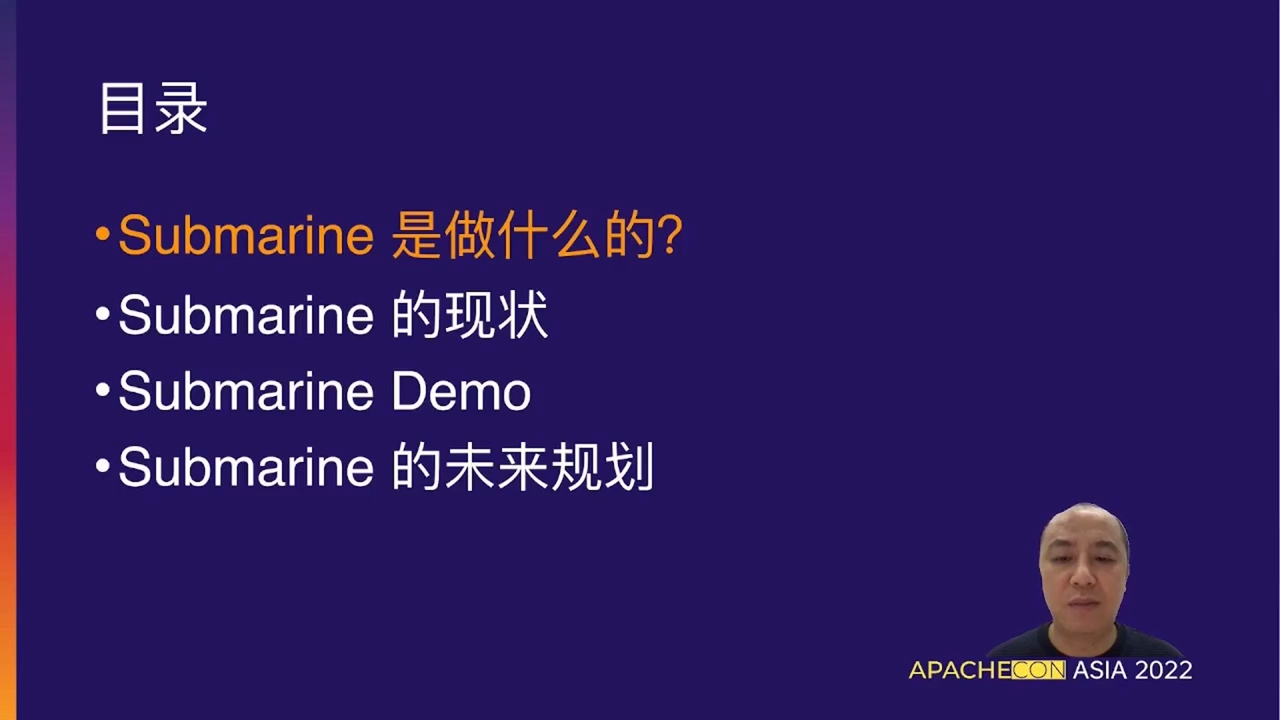 目录
•Submarine 是做什么的?
•Submarine 的现状
•Submarine Demo
•Submarine 的未来规划
APACHECON ASIA 2022